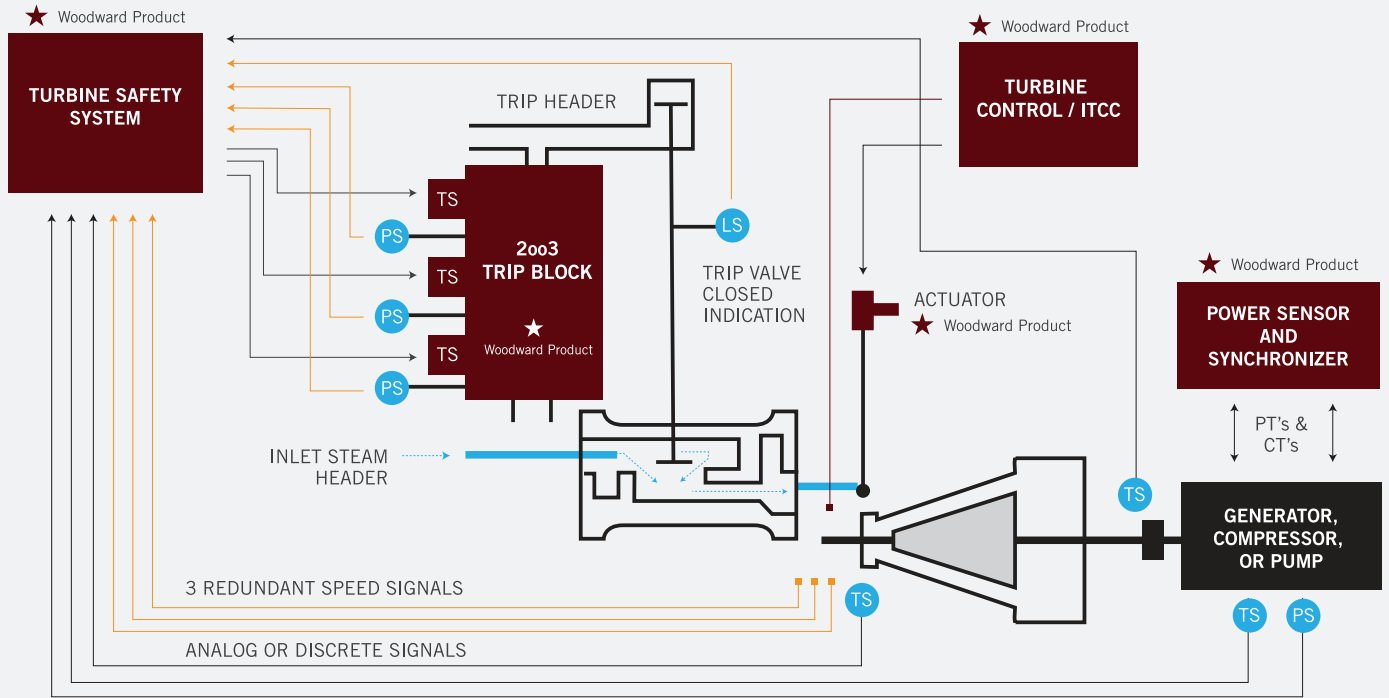 ★ Woodward Product
TURBINE SAFETY
SYSTEM
TRIP HEADER
★ Woodward Product
TURBINE
CONTROL / ITCC
TS
PS
TS
PS
TS
PS
2oo3
TRIP BLOCK
★
Woodward Product
LS
TRIP VALVE
CLOSED
INDICATION
ACTUATOR
★ Woodward Product
★ Woodward Product
POWER SENSOR
AND
SYNCHRONIZER
PT's &
CT's
INLET STEAM
HEADER
TS
GENERATOR,
COMPRESSOR,
OR PUMP
3 REDUNDANT SPEED SIGNALS
TS
TS
PS
ANALOG OR DISCRETE SIGNALS